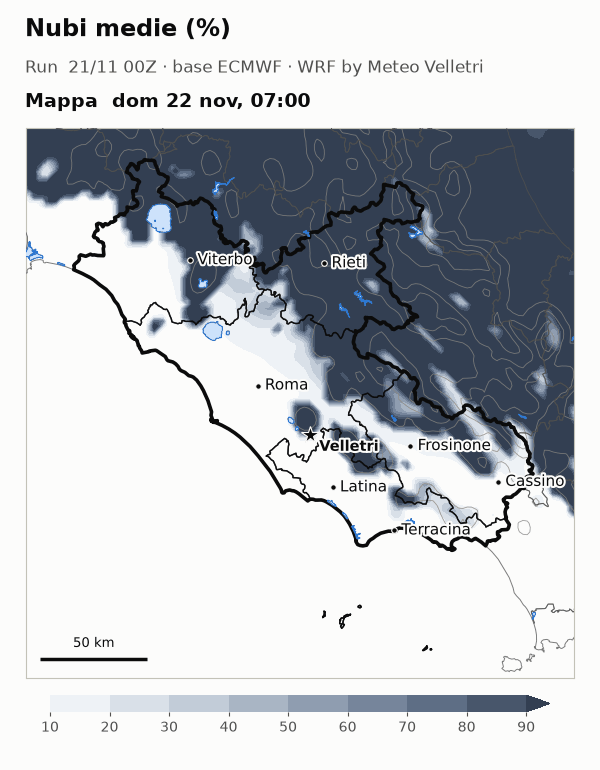 Nubi medie (%)
Run 21/11 00Z · base ECMWF · WRF by Meteo Velletri
Mappa dom 22 nov, 07:00
Viterbo
Rieti
Roma
Velletri
Frosinone
Latina
Cassino
Terracina
50 km
10 20 30 40 50 60 70 80 90